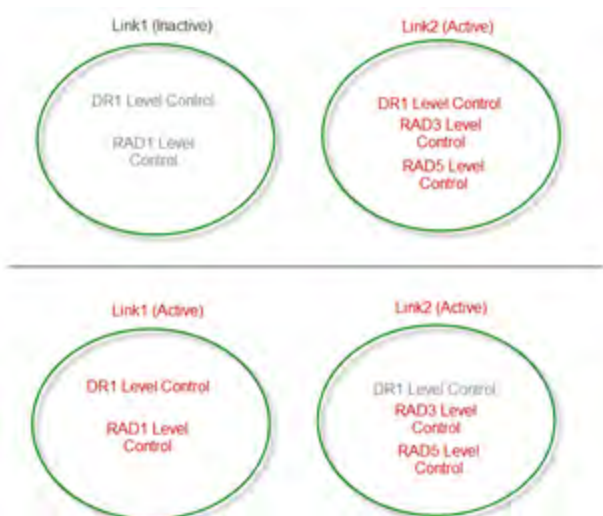 Link1 (Inactive)
Link2 (Active)
DR1 Level Control
RAD1 Level
Control
DR1 Level Control
RAD3 Level
Control
RAD5 Level
Control
Link1 (Active)
Link2 (Active)
DR1 Level Control
RAD1 Level
Control
DR1 Level Control
RAD3 Level
Control
RAD5 Level
Control